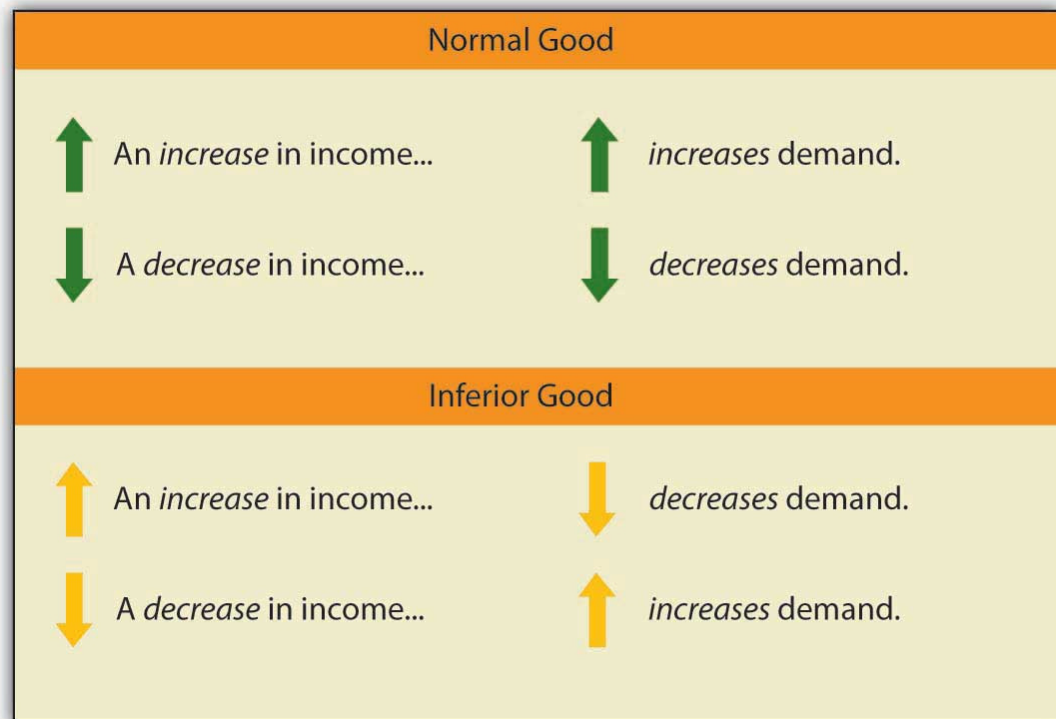 Normal Good
An increase in income...
increases demand.
A decrease in income...
decreases demand.
Inferior Good
An increase in income...
decreases demand.
A decrease in income...
increases demand.